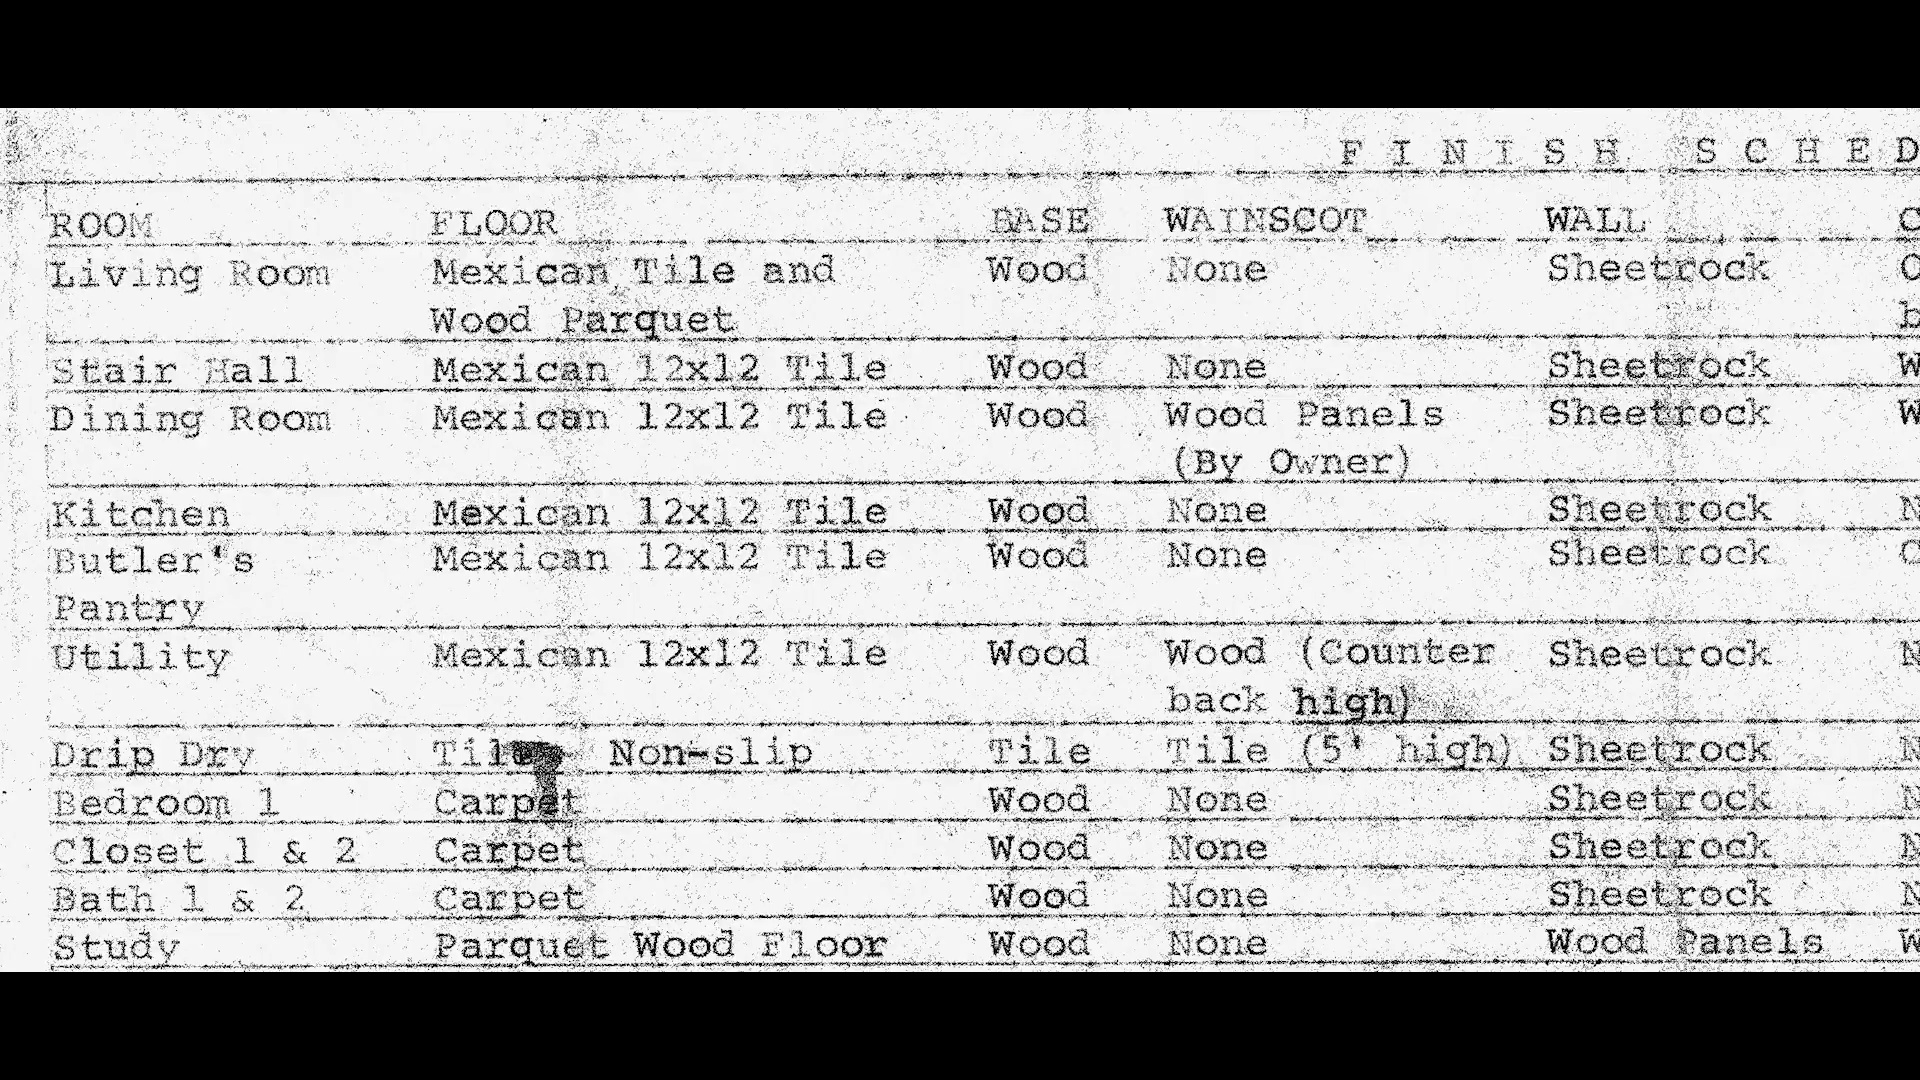 FINISH SCHED
ROOM FLOOR BASE WAINSCOT WALL C
Living Room Mexican Tile and Wood None Sheetrock
Wood Parquet b
Stair Hall Mexican 12x12 Tile Wood None Sheetrock W
Dining Room Mexican 12x12 Tile Wood Wood Panels Sheetrock W
(By Owner)
Kitchen Mexican 12x12 Tile Wood None Sheetrock N
Butler's Mexican 12x12 Tile Wood None Sheetrock
Pantry
Utility Mexican 12x12 Tile Wood Wood (Counter Sheetrock N
back high)
Drip Dry Tile, Non-slip Tile Tile (5' high) Sheetrock N
Bedroom 1 Carpet Wood None Sheetrock N
Closet 1 & 2 Carpet Wood None Sheetrock N
Bath 1 & 2 Carpet Wood None Sheetrock N
Study Parquet Wood Floor Wood None Wood Panels W